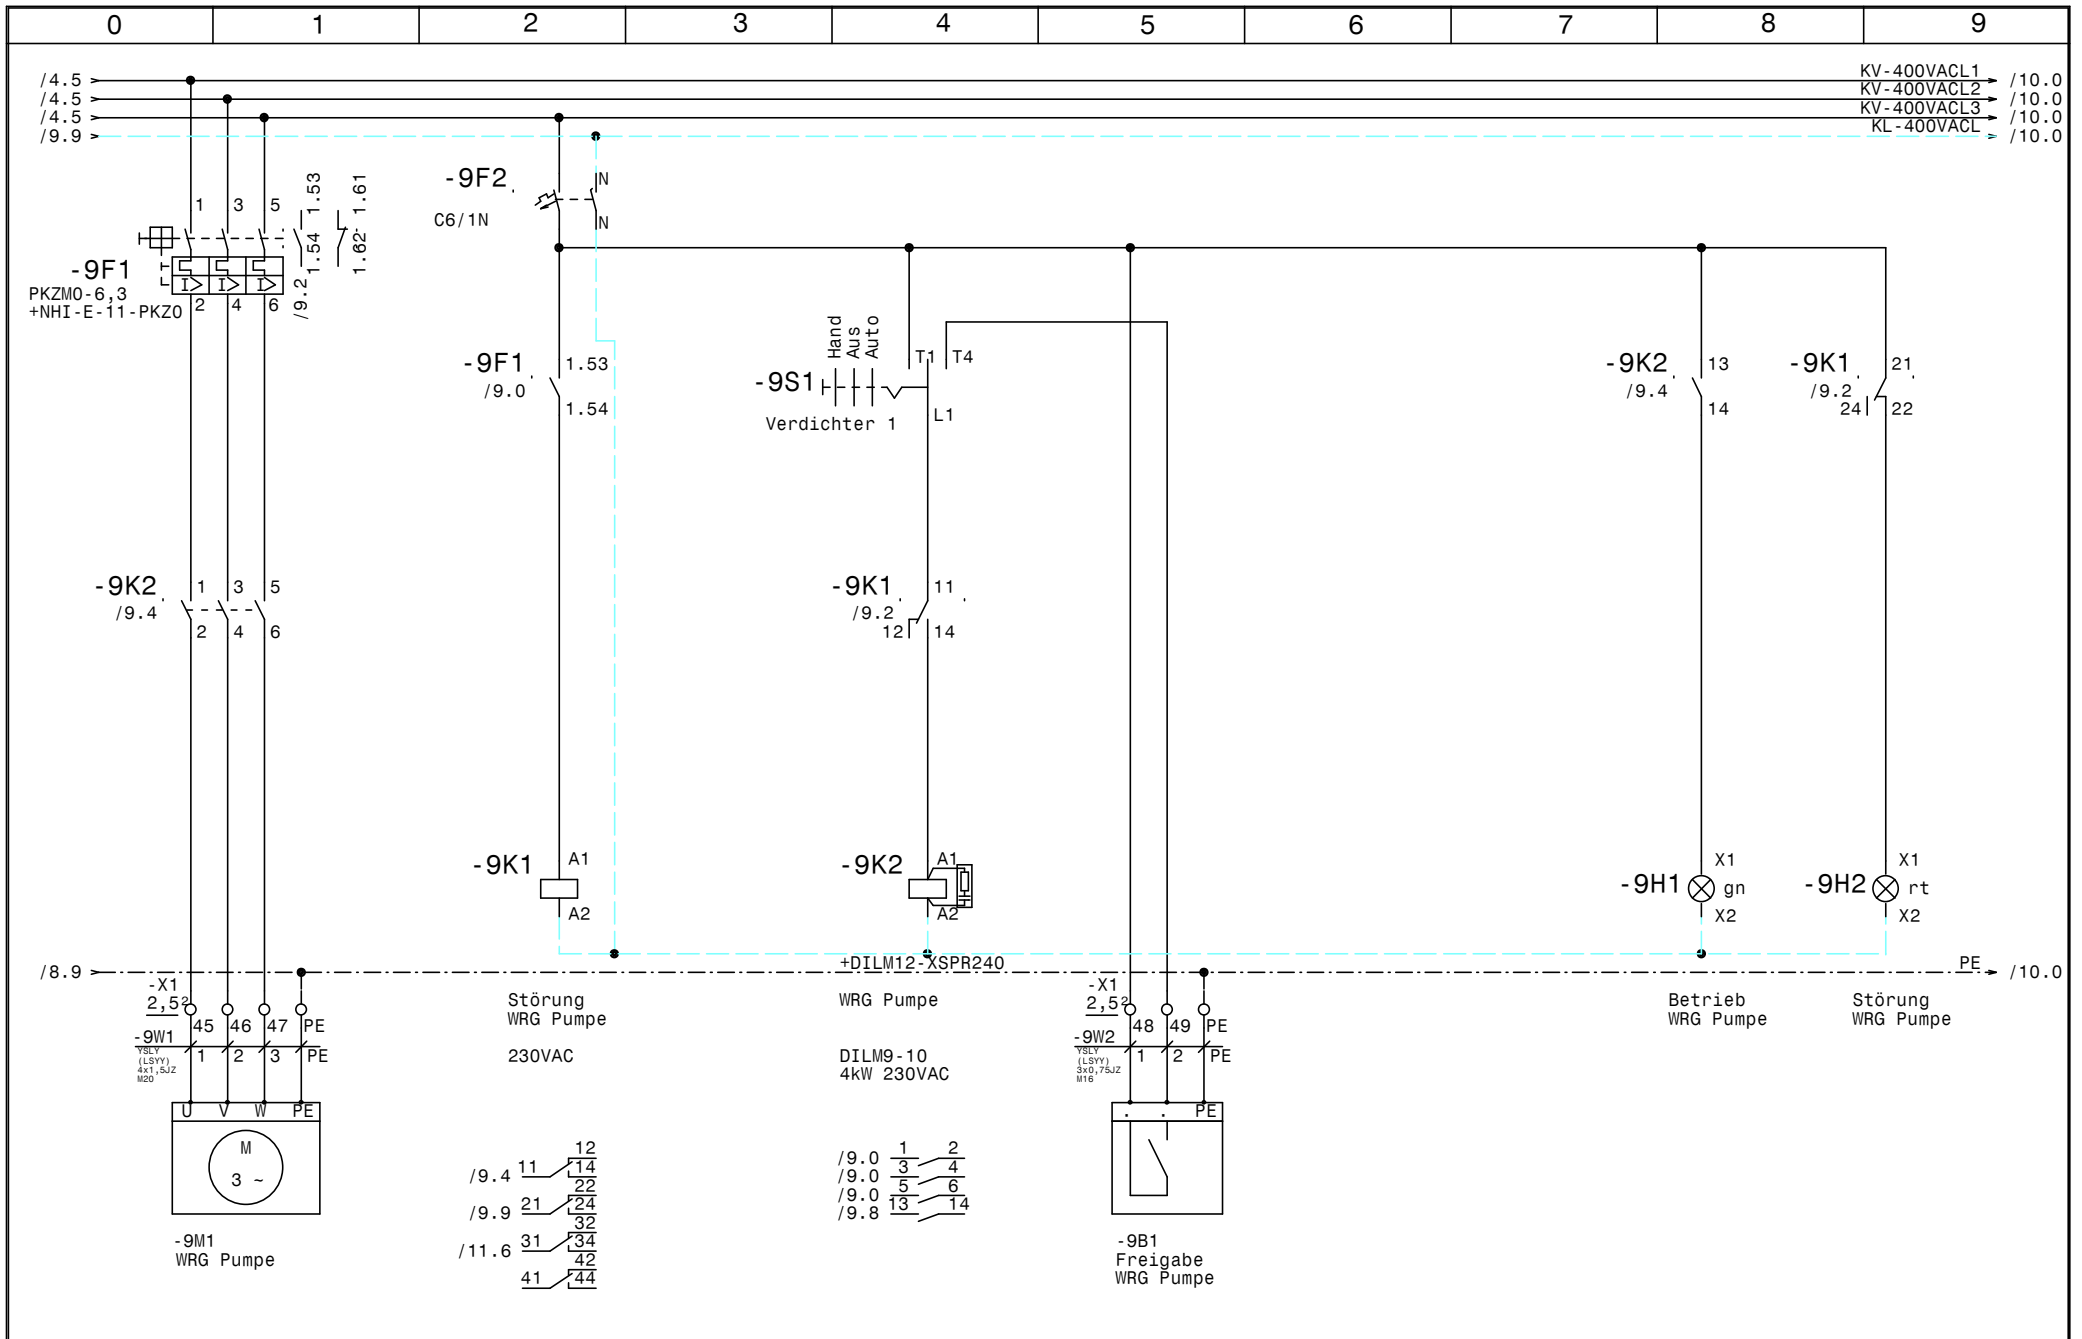 0 1 2 3 4 5 6 7 8 9
/4.5 KV-400VACL1 /10.0
/4.5 KV-400VACL2 /10.0
/4.5 KV-400VACL3 /10.0
/9.9 KL-400VACL /10.0
1 3 5
1.53
1.54
1.61
1.62
/9.2
-9F1
PKZM0-6,3
+NHI-E-11-PKZ0
I> I> I>
2 4 6
-9F2
C6/1N
N
N
-9F1
/9.0
1.53
1.54
Hand
Aus
Auto
-9S1
Verdichter 1
T1 T4
L1
-9K2
/9.4
13
14
-9K1
/9.2
21
24 22
-9K2
/9.4
1 3 5
2 4 6
-9K1
/9.2
11
12 14
-9K1
A1
A2
-9K2
A1
A2
-9H1
X1
gn
X2
-9H2
X1
rt
X2
+DILM12-XSPR240
/8.9 PE /10.0
-X1
2,5²
45 46 47 PE
-9W1
YSLY
(LSYY)
4x1,5JZ
M20
1 2 3 PE
U V W PE
M
3 ~
-9M1
WRG Pumpe
Störung
WRG Pumpe
230VAC
WRG Pumpe
DILM9-10
4kW 230VAC
-X1
2,5²
48 49 PE
-9W2
YSLY
(LSYY)
3x0,75JZ
M16
1 2 PE
. . PE
-9B1
Freigabe
WRG Pumpe
Betrieb
WRG Pumpe
Störung
WRG Pumpe
12
/9.4 11 14
22
/9.9 21 24
32
/11.6 31 34
42
41 44
/9.0 1 2
/9.0 3 4
/9.0 5 6
/9.8 13 14